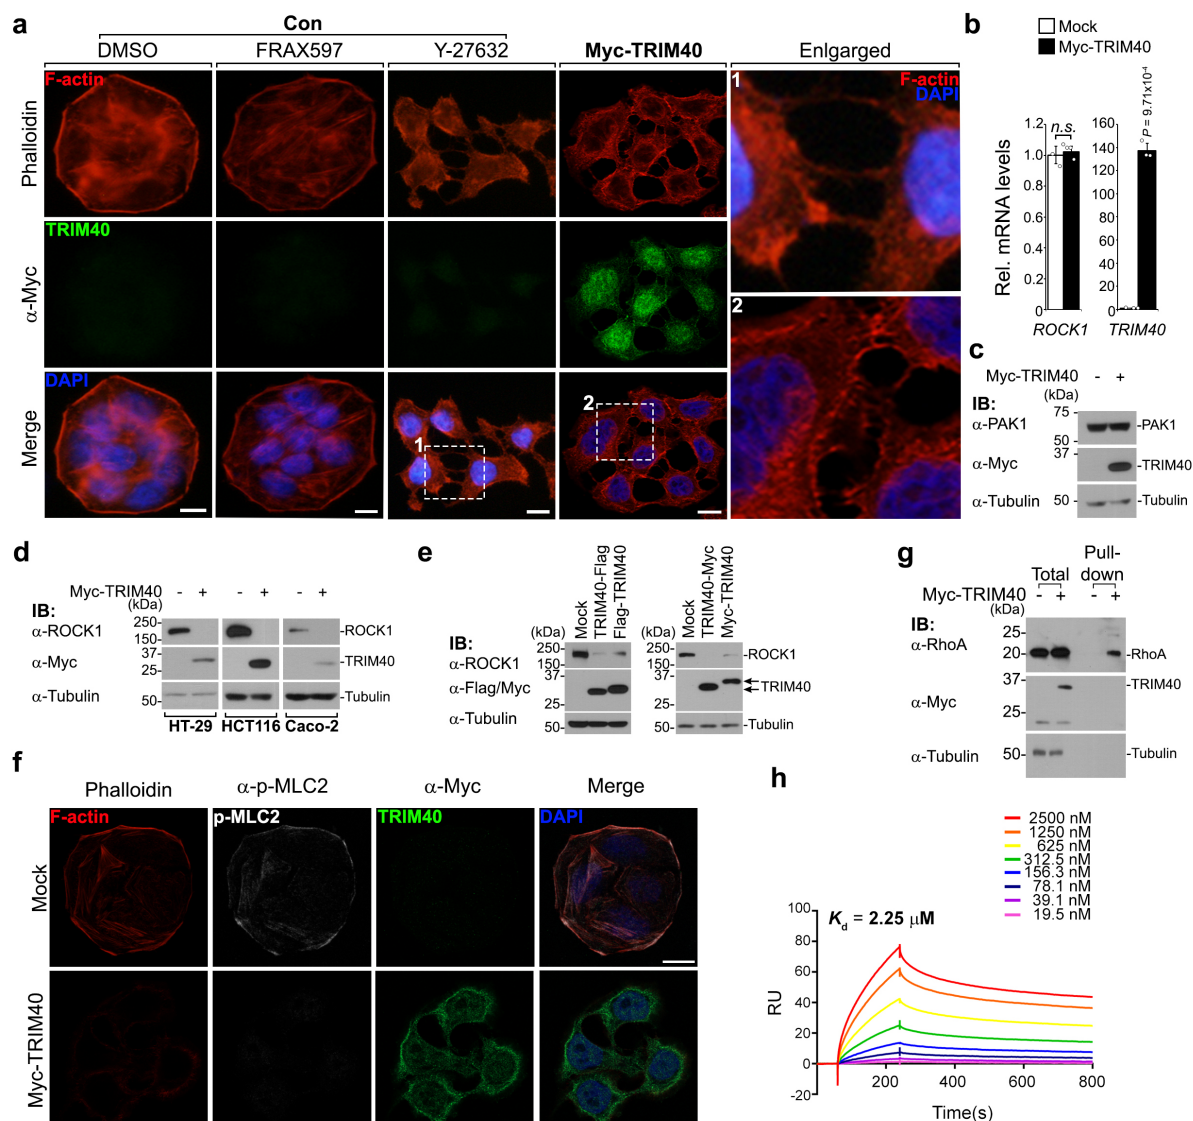 a
Con
DMSO FRAX597 Y-27632 Myc-TRIM40 Enlgarged
Phalloidin
F-actin
1
F-actin
DAPI
α-Myc
TRIM40
2
Merge
DAPI
1
2
b
Mock
Myc-TRIM40
Rel. mRNA levels
n.s.
P = 9.71x10⁻⁴
1.2
1.0
0.8
0.6
0.4
0.2
0
160
140
120
100
80
60
40
20
0
ROCK1 TRIM40
c
Myc-TRIM40 - +
IB: (kDa)
75
α-PAK1 -PAK1
50
37
α-Myc -TRIM40
25
α-Tubulin 50 -Tubulin
d
Myc-TRIM40 - + - + - +
IB: (kDa)
250
α-ROCK1 -ROCK1
150
37
α-Myc -TRIM40
25
α-Tubulin -Tubulin
50
HT-29 HCT116 Caco-2
e
Mock
TRIM40-Flag
Flag-TRIM40
Mock
TRIM40-Myc
Myc-TRIM40
IB: (kDa) (kDa)
250 250
α-ROCK1 150 150 -ROCK1
37 37
α-Flag/Myc TRIM40
25 25
α-Tubulin 50 50 -Tubulin
g
Total Pull-down
Myc-TRIM40 - + - +
IB: (kDa)
25
α-RhoA 20 -RhoA
37 -TRIM40
α-Myc
25
α-Tubulin 50 -Tubulin
f
Phalloidin α-p-MLC2 α-Myc Merge
Mock
F-actin p-MLC2 TRIM40 DAPI
Myc-TRIM40
h
2500 nM
1250 nM
625 nM
312.5 nM
156.3 nM
78.1 nM
39.1 nM
19.5 nM
Kd = 2.25 μM
RU
100
80
60
40
20
0
-20
200 400 600 800
Time(s)